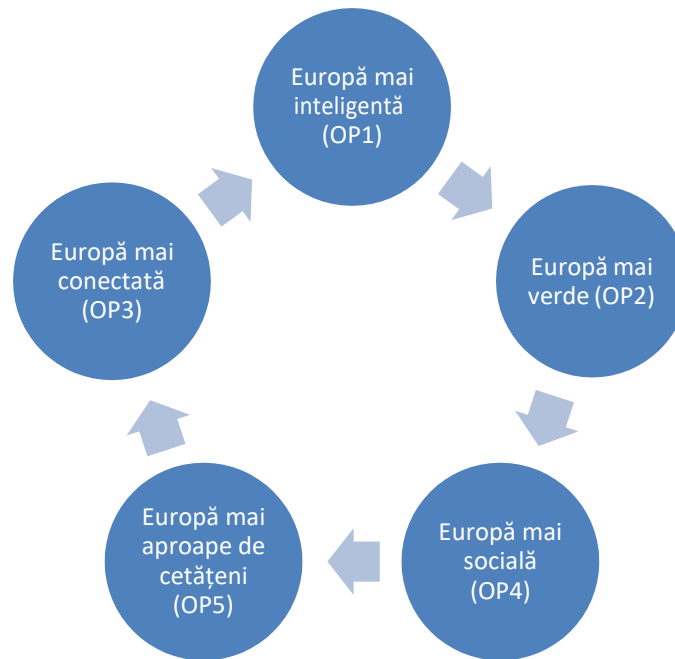 Europă mai
inteligentă
(OP1)
Europă mai
verde (OP2)
Europă mai
socială
(OP4)
Europă mai
aproape de
cetățeni
(OP5)
Europă mai
conectată
(OP3)